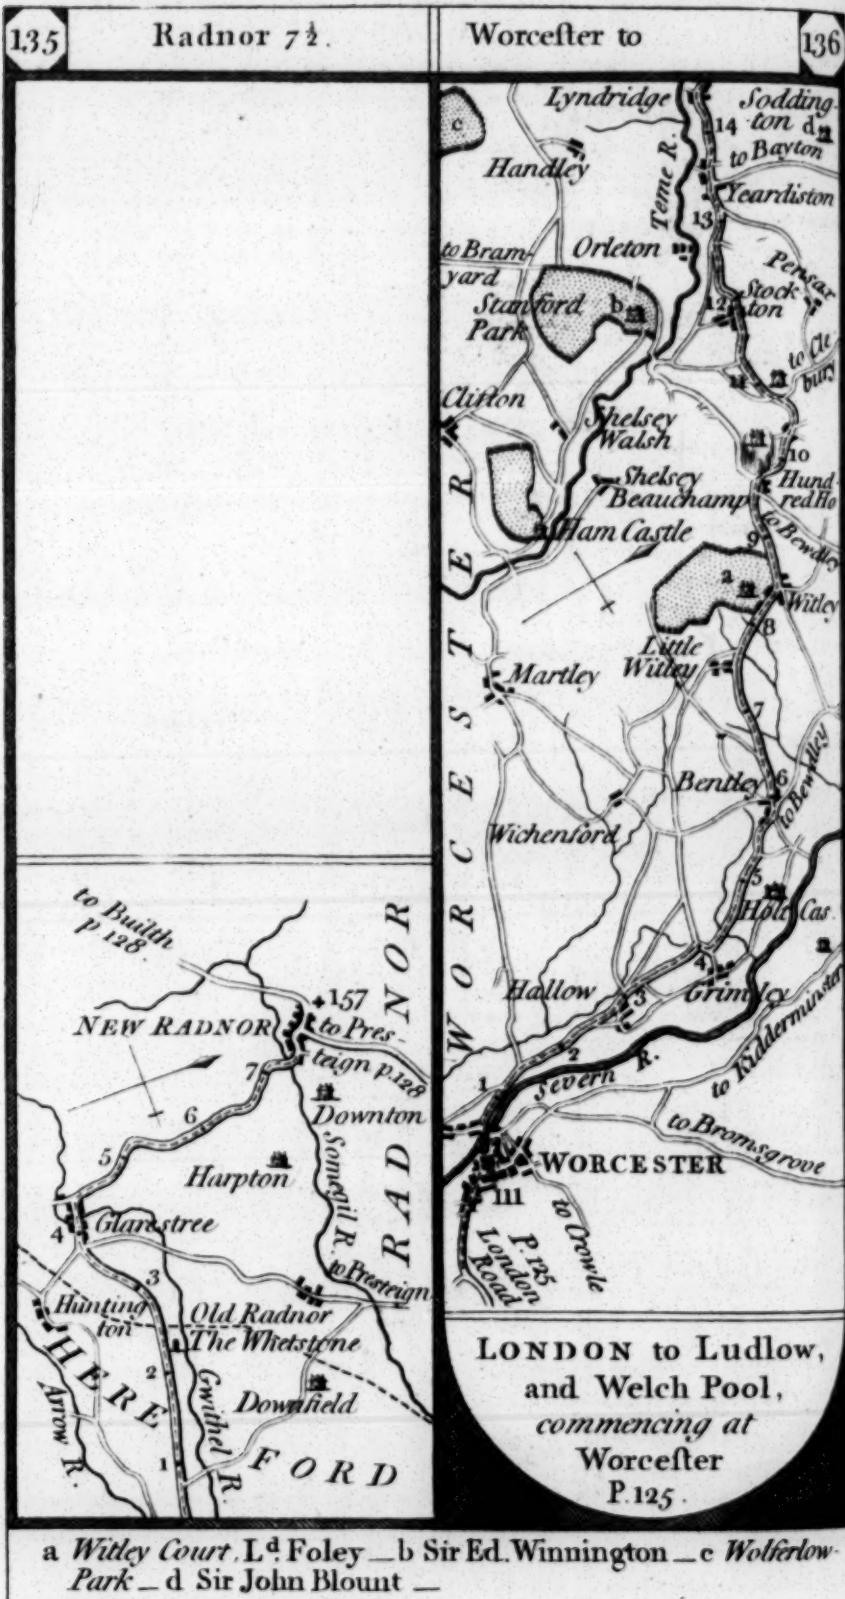 135
Radnor 7½.
Worcester to
136
to Builth
p 128.
+157
NEW RADNOR
to Pres-
teign p.128
7
6
5
Downton
Harpton
Somegil R.
4
Glarestree
3
to Presteign
Hunting
ton
Old Radnor
The Whetstone
2
Gwithel R.
Downfield
Arrow R.
1
HEREFORD
RADNOR
c
Lyndridge
Sodding-
ton d
14
to Bayton
Handley
Teme R.
Yeardiston
13
to Bram-
yard
Orleton
Pensax
Stanford
Park
b
12
Stock
ton
to Cle
bury
11
Clifton
Shelsey
Walsh
10
Shelsey
Beauchamp
Hund-
red Ho
Ham Castle
9
to Bewdley
a
Witley
8
Little
Witley
Martley
7
Bentley
6
to Bewdley
Wichenford
5
Holt Cas.
4
Hallow
3
Grimley
2
to Kidderminster
1
Severn R.
to Bromsgrove
WORCESTER
111
to Crowle
P. 125
London
Road
WORCESTER
LONDON to Ludlow,
and Welch Pool,
commencing at
Worcester
P. 125.
a Witley Court, Ld. Foley — b Sir Ed. Winnington — c Wolferlow-
Park — d Sir John Blount —